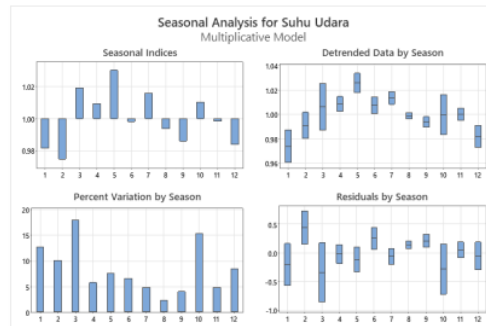 Seasonal Analysis for Suhu Udara
Multiplicative Model
Seasonal Indices
1.02
1.00
0.98
1 2 3 4 5 6 7 8 9 10 11 12
Detrended Data by Season
1.04
1.02
1.00
0.98
0.96
1 2 3 4 5 6 7 8 9 10 11 12
Percent Variation by Season
20
15
10
5
0
1 2 3 4 5 6 7 8 9 10 11 12
Residuals by Season
0.5
0.0
-0.5
-1.0
1 2 3 4 5 6 7 8 9 10 11 12